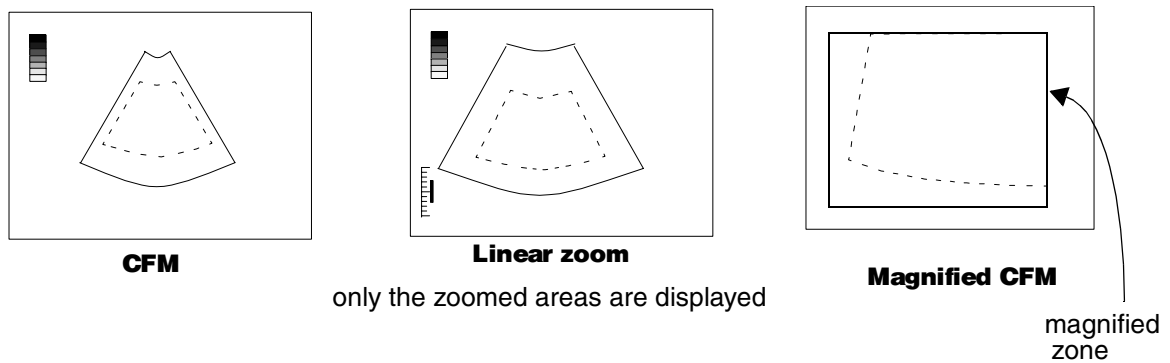 CFM
Linear zoom
only the zoomed areas are displayed
Magnified CFM
magnified
zone